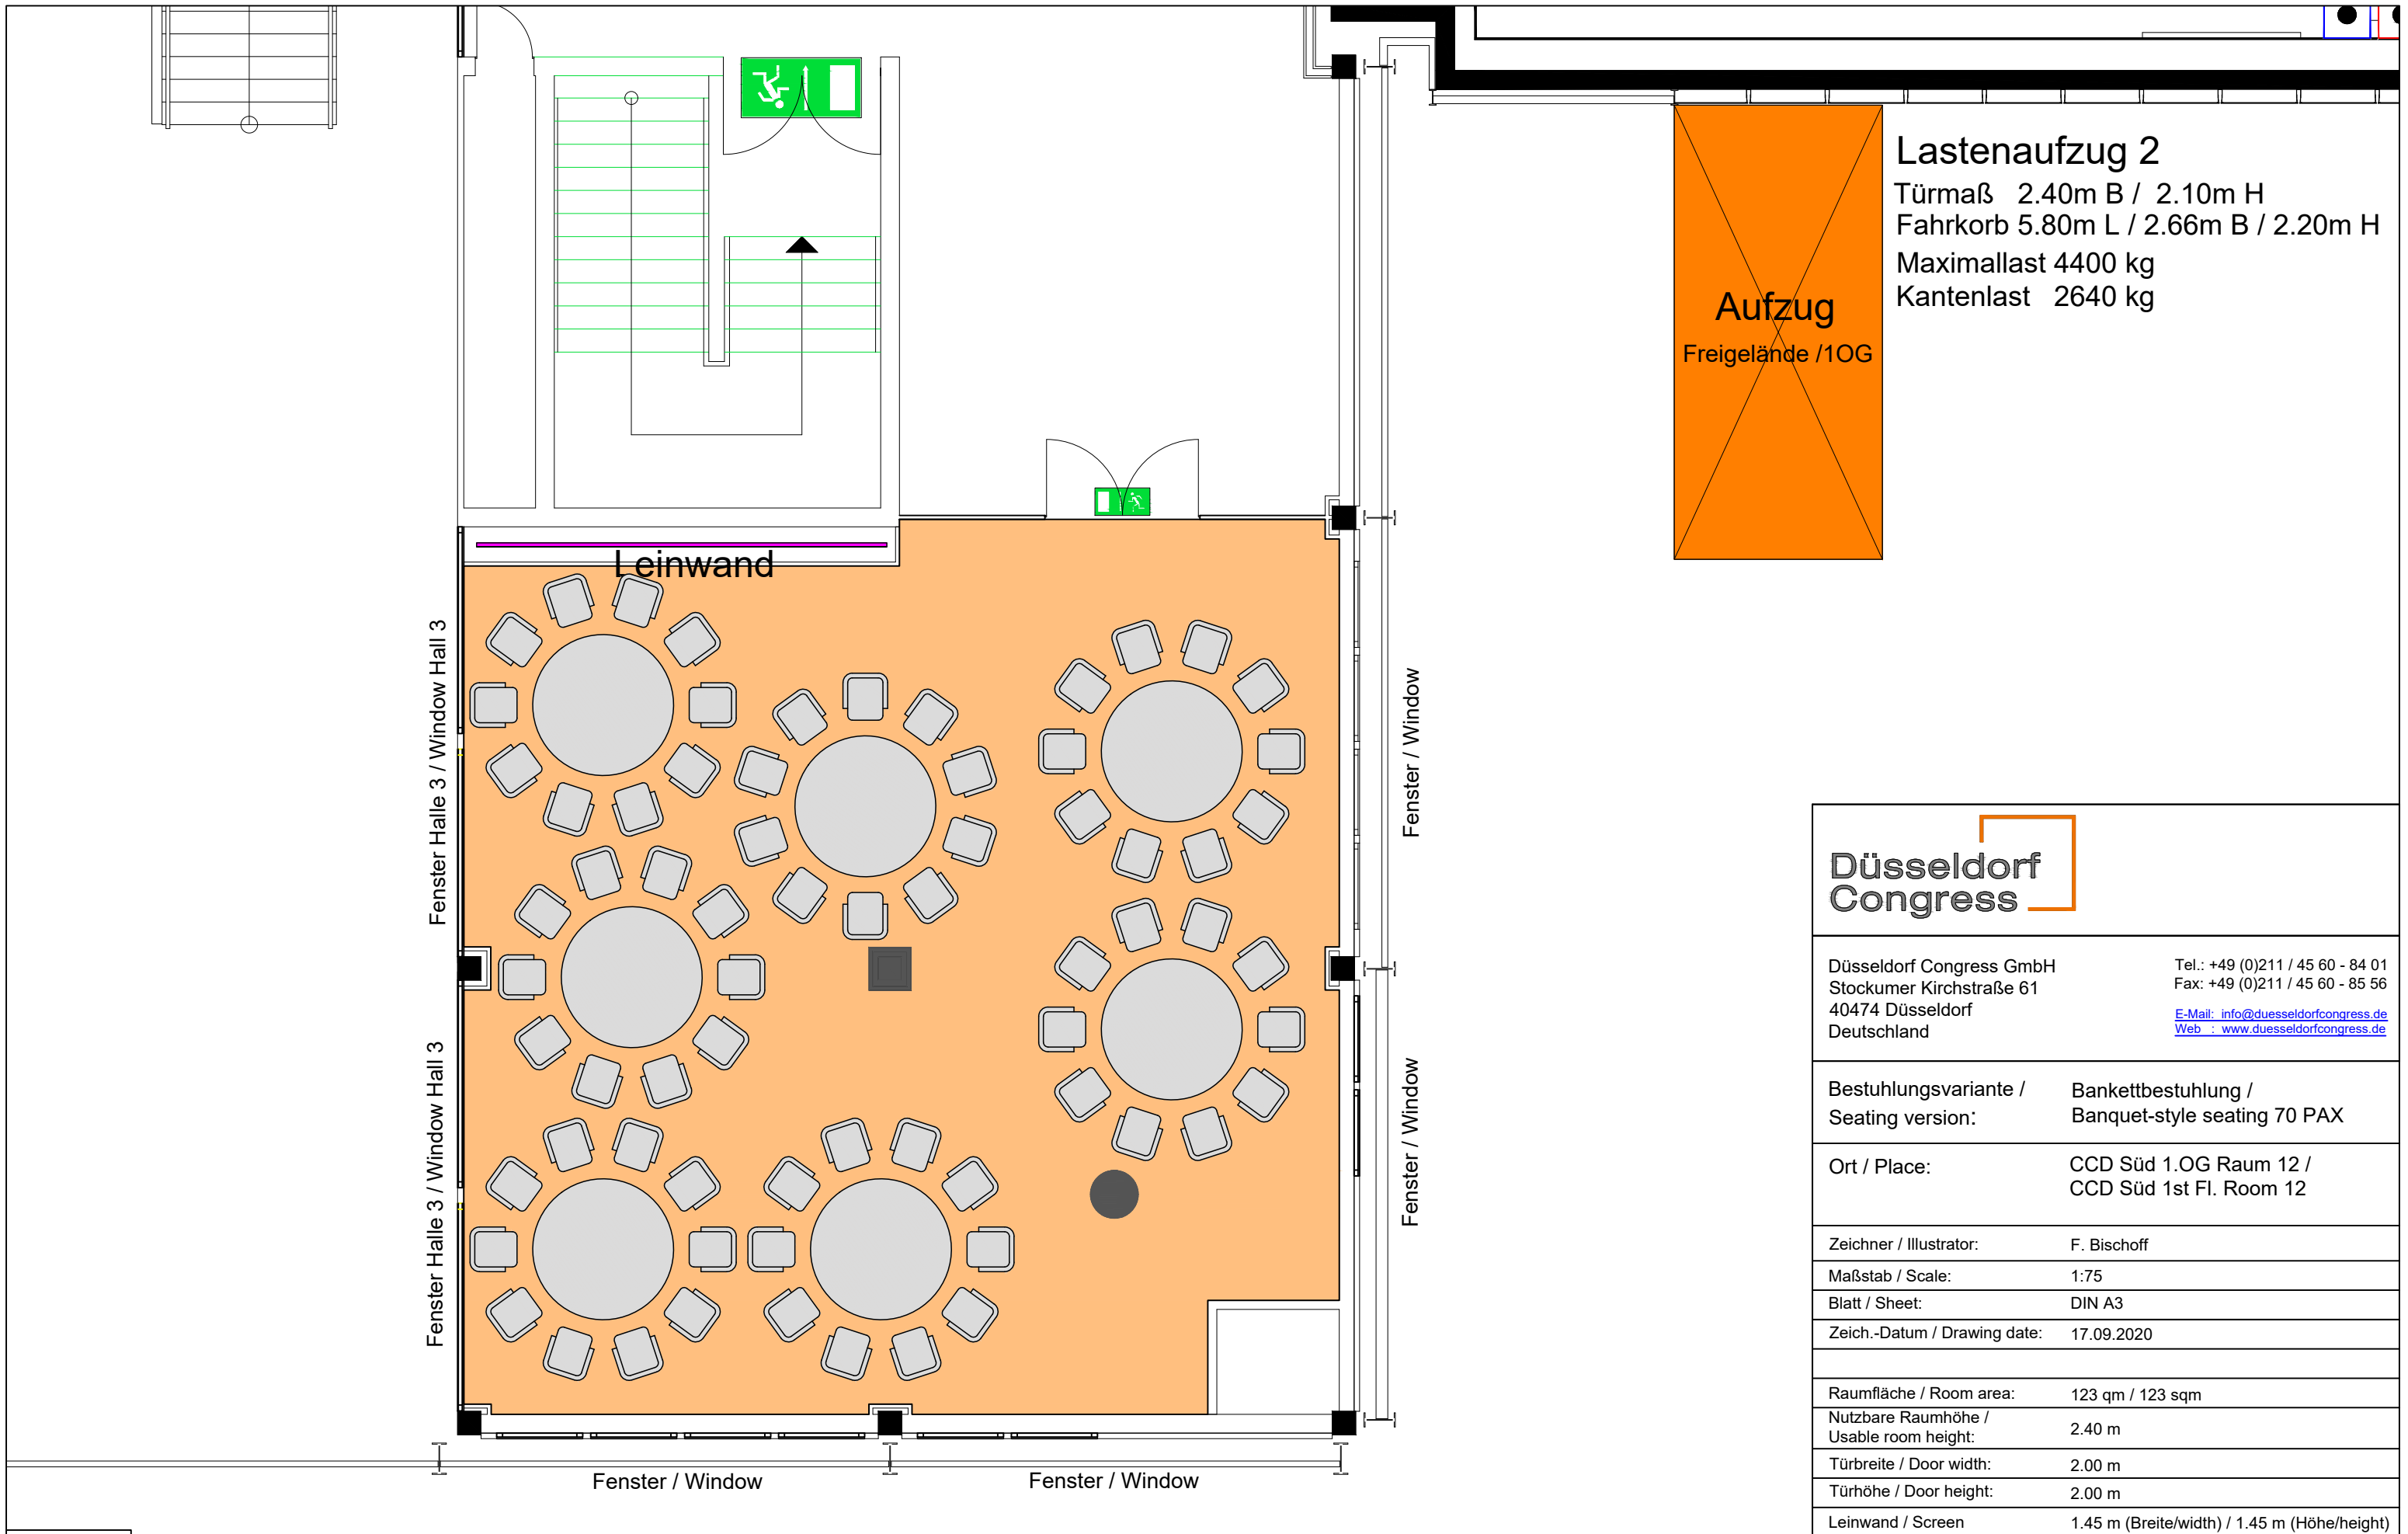 Lastenaufzug 2
Türmaß 2.40m B / 2.10m H
Fahrkorb 5.80m L / 2.66m B / 2.20m H
Maximallast 4400 kg
Kantenlast 2640 kg
Aufzug
Freigelände /1OG
Leinwand
Fenster Halle 3 / Window Hall 3
Fenster / Window
Fenster Halle 3 / Window Hall 3
Fenster / Window
Fenster / Window
Fenster / Window
Düsseldorf
Congress
Düsseldorf Congress GmbH
Stockumer Kirchstraße 61
40474 Düsseldorf
Deutschland
Tel.: +49 (0)211 / 45 60 - 84 01
Fax: +49 (0)211 / 45 60 - 85 56
E-Mail: info@duesseldorfcongress.de
Web : www.duesseldorfcongress.de
Bestuhlungsvariante / Bankettbestuhlung /
Seating version: Banquet-style seating 70 PAX
Ort / Place: CCD Süd 1.OG Raum 12 /
CCD Süd 1st Fl. Room 12
Zeichner / Illustrator: F. Bischoff
Maßstab / Scale: 1:75
Blatt / Sheet: DIN A3
Zeich.-Datum / Drawing date: 17.09.2020
Raumfläche / Room area: 123 qm / 123 sqm
Nutzbare Raumhöhe /
Usable room height: 2.40 m
Türbreite / Door width: 2.00 m
Türhöhe / Door height: 2.00 m
Leinwand / Screen 1.45 m (Breite/width) / 1.45 m (Höhe/height)